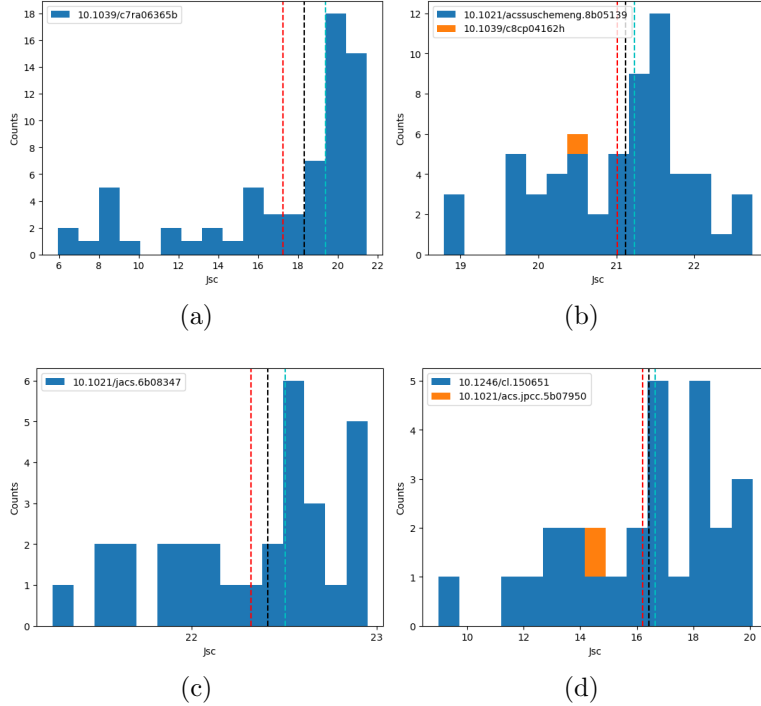 10.1039/c7ra06365b
Counts
18
16
14
12
10
8
6
4
2
0
6 8 10 12 14 16 18 20 22
Jsc
(a)
10.1021/acssuschemeng.8b05139
10.1039/c8cp04162h
Counts
12
10
8
6
4
2
0
19 20 21 22
Jsc
(b)
10.1021/jacs.6b08347
Counts
6
5
4
3
2
1
0
22 23
Jsc
(c)
10.1246/cl.150651
10.1021/acs.jpcc.5b07950
Counts
5
4
3
2
1
0
10 12 14 16 18 20
Jsc
(d)